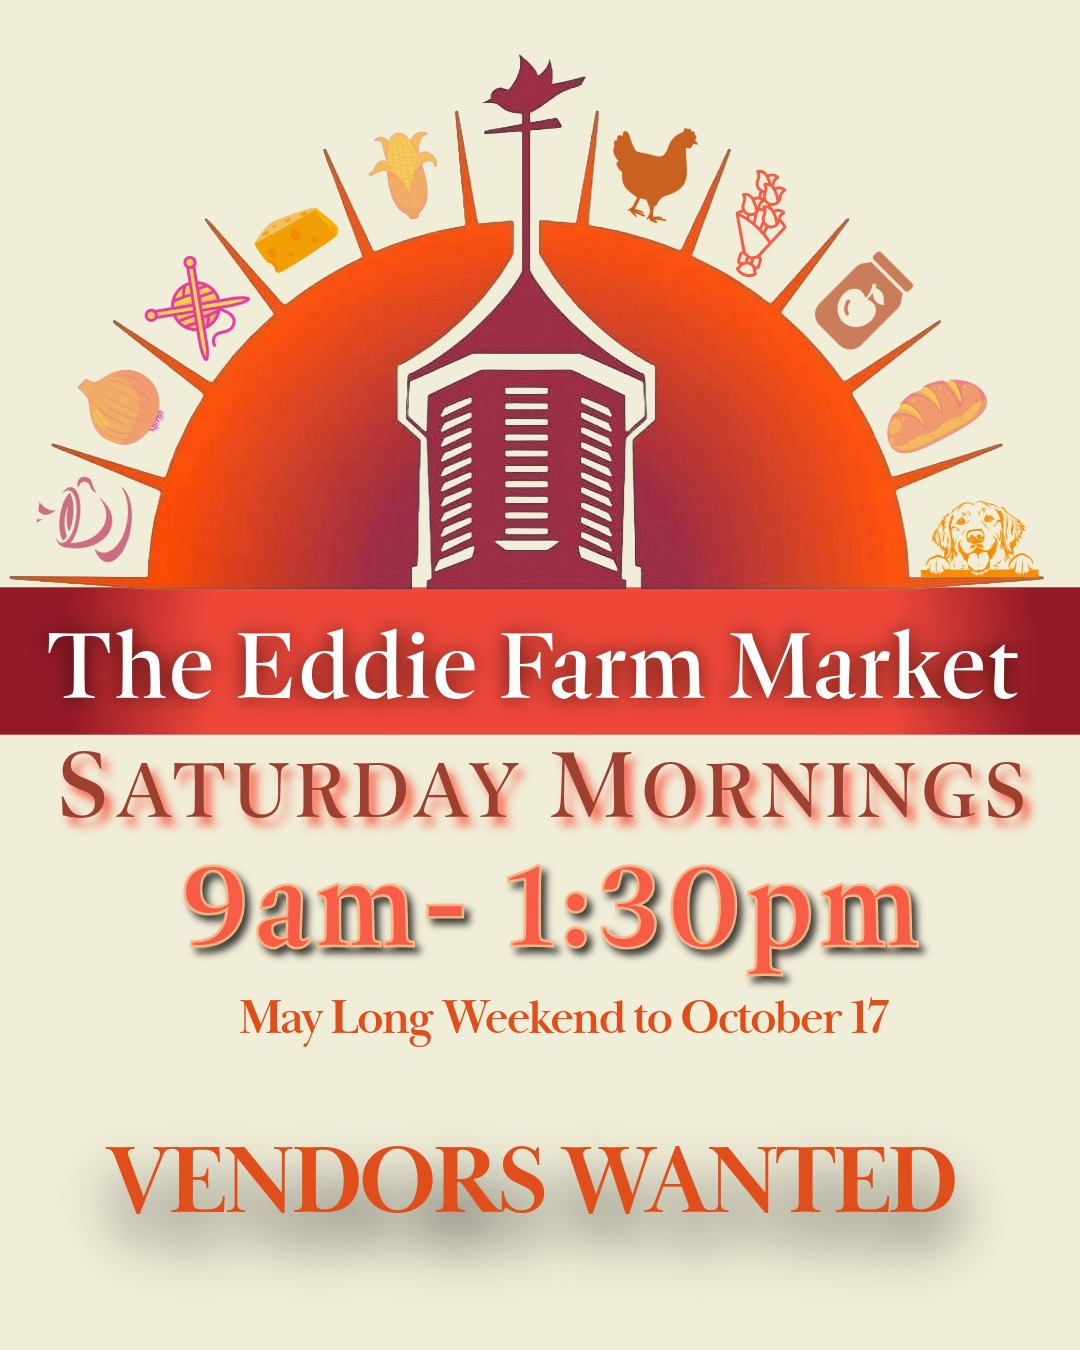 The Eddie Farm Market
Saturday Mornings
9am- 1:30pm
May Long Weekend to October 17
VENDORS WANTED